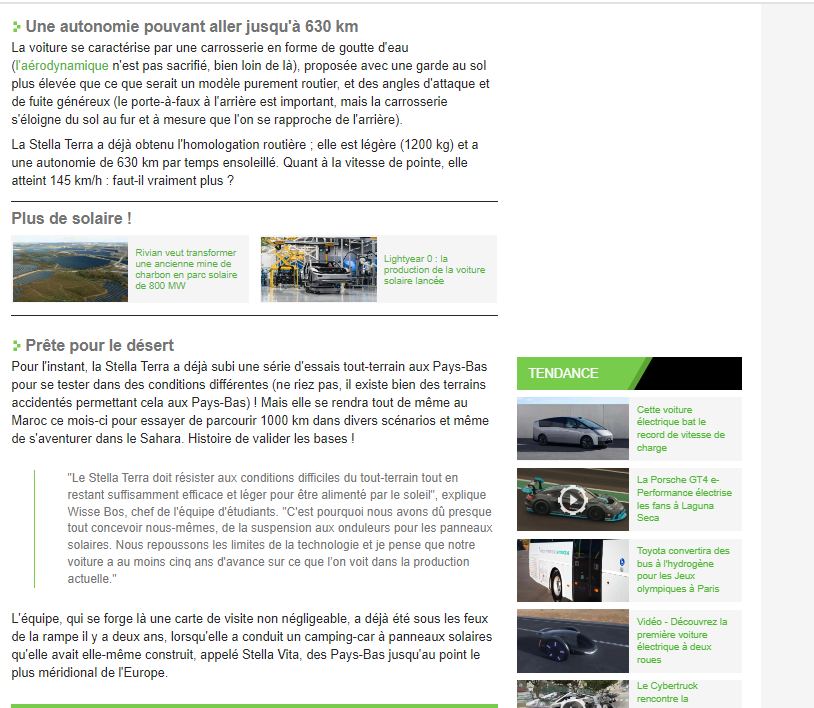 Une autonomie pouvant aller jusqu'à 630 km
La voiture se caractérise par une carrosserie en forme de goutte d'eau
(l'aérodynamique n'est pas sacrifié, bien loin de là), proposée avec une garde au sol
plus élevée que ce que serait un modèle purement routier, et des angles d'attaque et
de fuite généreux (le porte-à-faux à l'arrière est important, mais la carrosserie
s'éloigne du sol au fur et à mesure que l'on se rapproche de l'arrière).
La Stella Terra a déjà obtenu l'homologation routière ; elle est légère (1200 kg) et a
une autonomie de 630 km par temps ensoleillé. Quant à la vitesse de pointe, elle
atteint 145 km/h : faut-il vraiment plus ?
Plus de solaire !
Rivian veut transformer
une ancienne mine de
charbon en parc solaire
de 800 MW
Lightyear 0 : la
production de la voiture
solaire lancée
Prête pour le désert
Pour l'instant, la Stella Terra a déjà subi une série d'essais tout-terrain aux Pays-Bas
pour se tester dans des conditions différentes (ne riez pas, il existe bien des terrains
accidentés permettant cela aux Pays-Bas) ! Mais elle se rendra tout de même au
Maroc ce mois-ci pour essayer de parcourir 1000 km dans divers scénarios et même
de s'aventurer dans le Sahara. Histoire de valider les bases !
"Le Stella Terra doit résister aux conditions difficiles du tout-terrain tout en
restant suffisamment efficace et léger pour être alimenté par le soleil", explique
Wisse Bos, chef de l'équipe d'étudiants. "C'est pourquoi nous avons dû presque
tout concevoir nous-mêmes, de la suspension aux onduleurs pour les panneaux
solaires. Nous repoussons les limites de la technologie et je pense que notre
voiture a au moins cinq ans d'avance sur ce que l'on voit dans la production
actuelle."
L'équipe, qui se forge là une carte de visite non négligeable, a déjà été sous les feux
de la rampe il y a deux ans, lorsqu'elle a conduit un camping-car à panneaux solaires
qu'elle avait elle-même construit, appelé Stella Vita, des Pays-Bas jusqu'au point le
plus méridional de l'Europe.
TENDANCE
Cette voiture
électrique bat le
record de vitesse de
charge
La Porsche GT4 e-
Performance électrise
les fans à Laguna
Seca
Toyota convertira des
bus à l'hydrogène
pour les Jeux
olympiques à Paris
Vidéo - Découvrez la
première voiture
électrique à deux
roues
Le Cybertruck
rencontre la